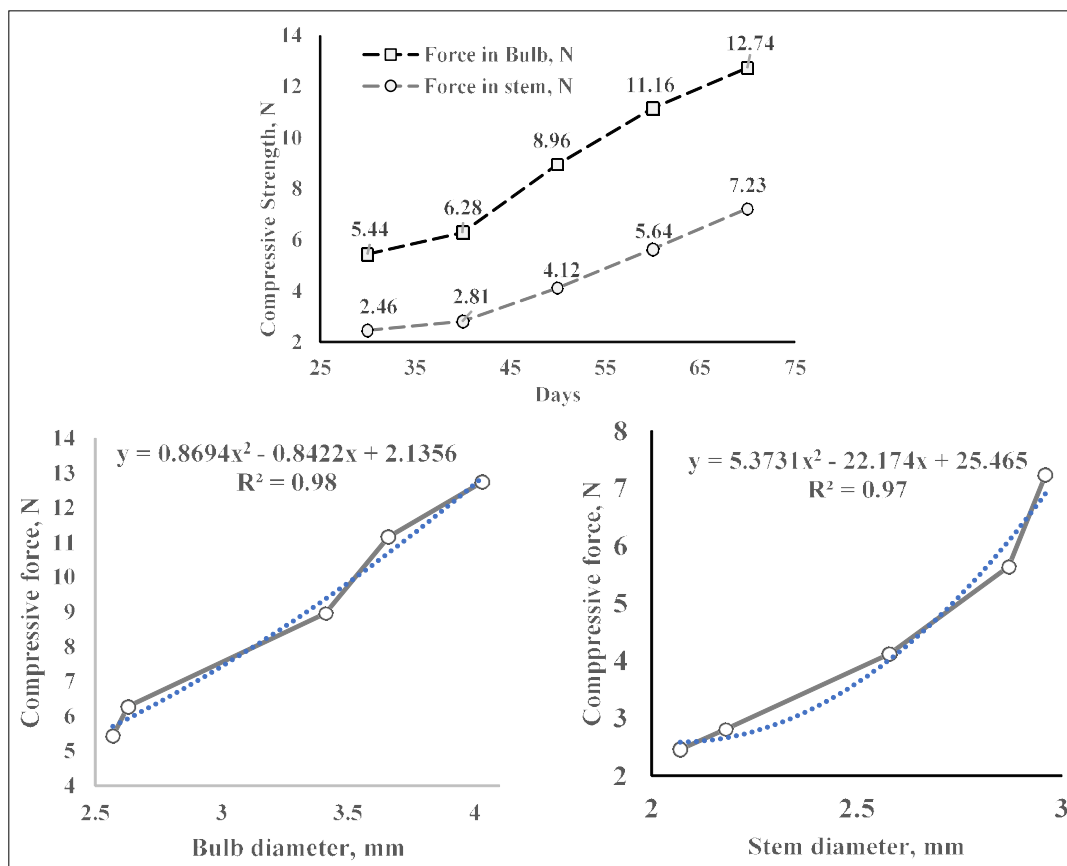 Compressive Strength, N
14
12
10
8
6
4
2
Force in Bulb, N
Force in stem, N
5.44
6.28
8.96
11.16
12.74
2.46
2.81
4.12
5.64
7.23
25 35 45 55 65 75
Days
Compressive force, N
14
13
12
11
10
9
8
7
6
5
4
y = 0.8694x² - 0.8422x + 2.1356
R² = 0.98
2.5 3 3.5 4
Bulb diameter, mm
Comppressive force, N
8
7
6
5
4
3
2
y = 5.3731x² - 22.174x + 25.465
R² = 0.97
2 2.5 3
Stem diameter, mm